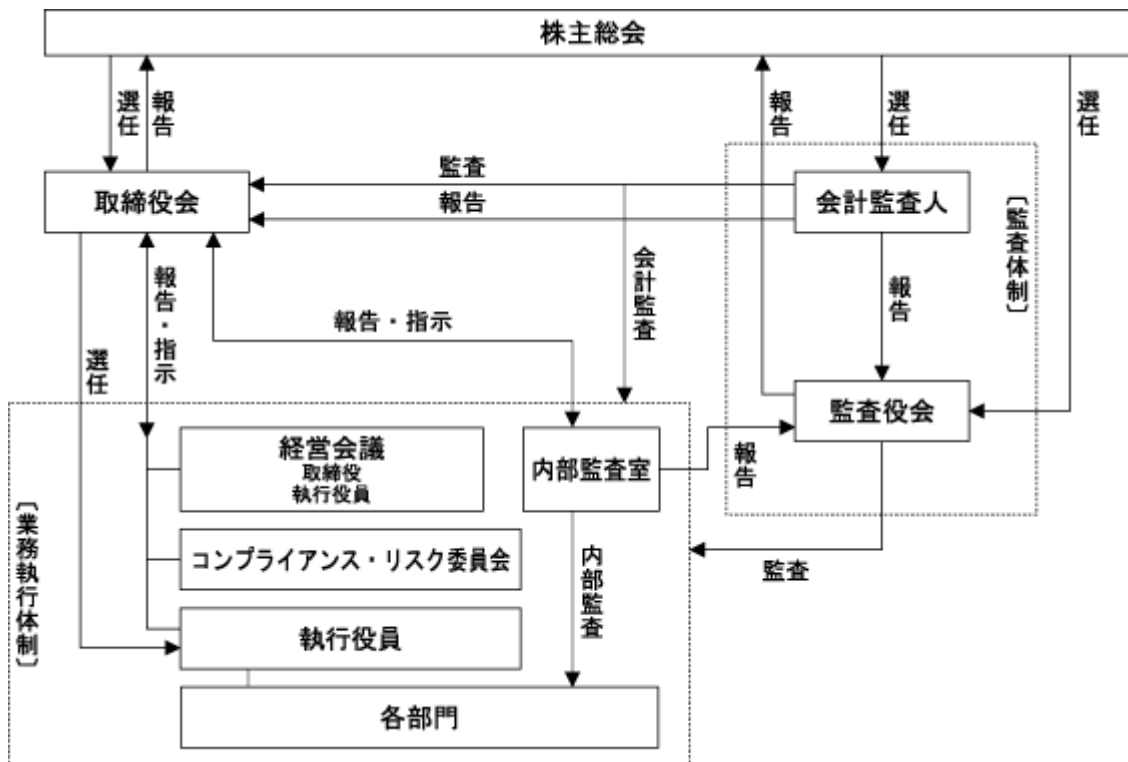 株主総会
選任
報告
報告
選任
選任
監査
取締役会
報告
会計監査人
〔監査体制〕
報告・指示
会計監査
報告
報告・指示
選任
監査役会
経営会議
取締役
執行役員
内部監査室
報告
〔業務執行体制〕
コンプライアンス・リスク委員会
内部監査
監査
執行役員
各部門